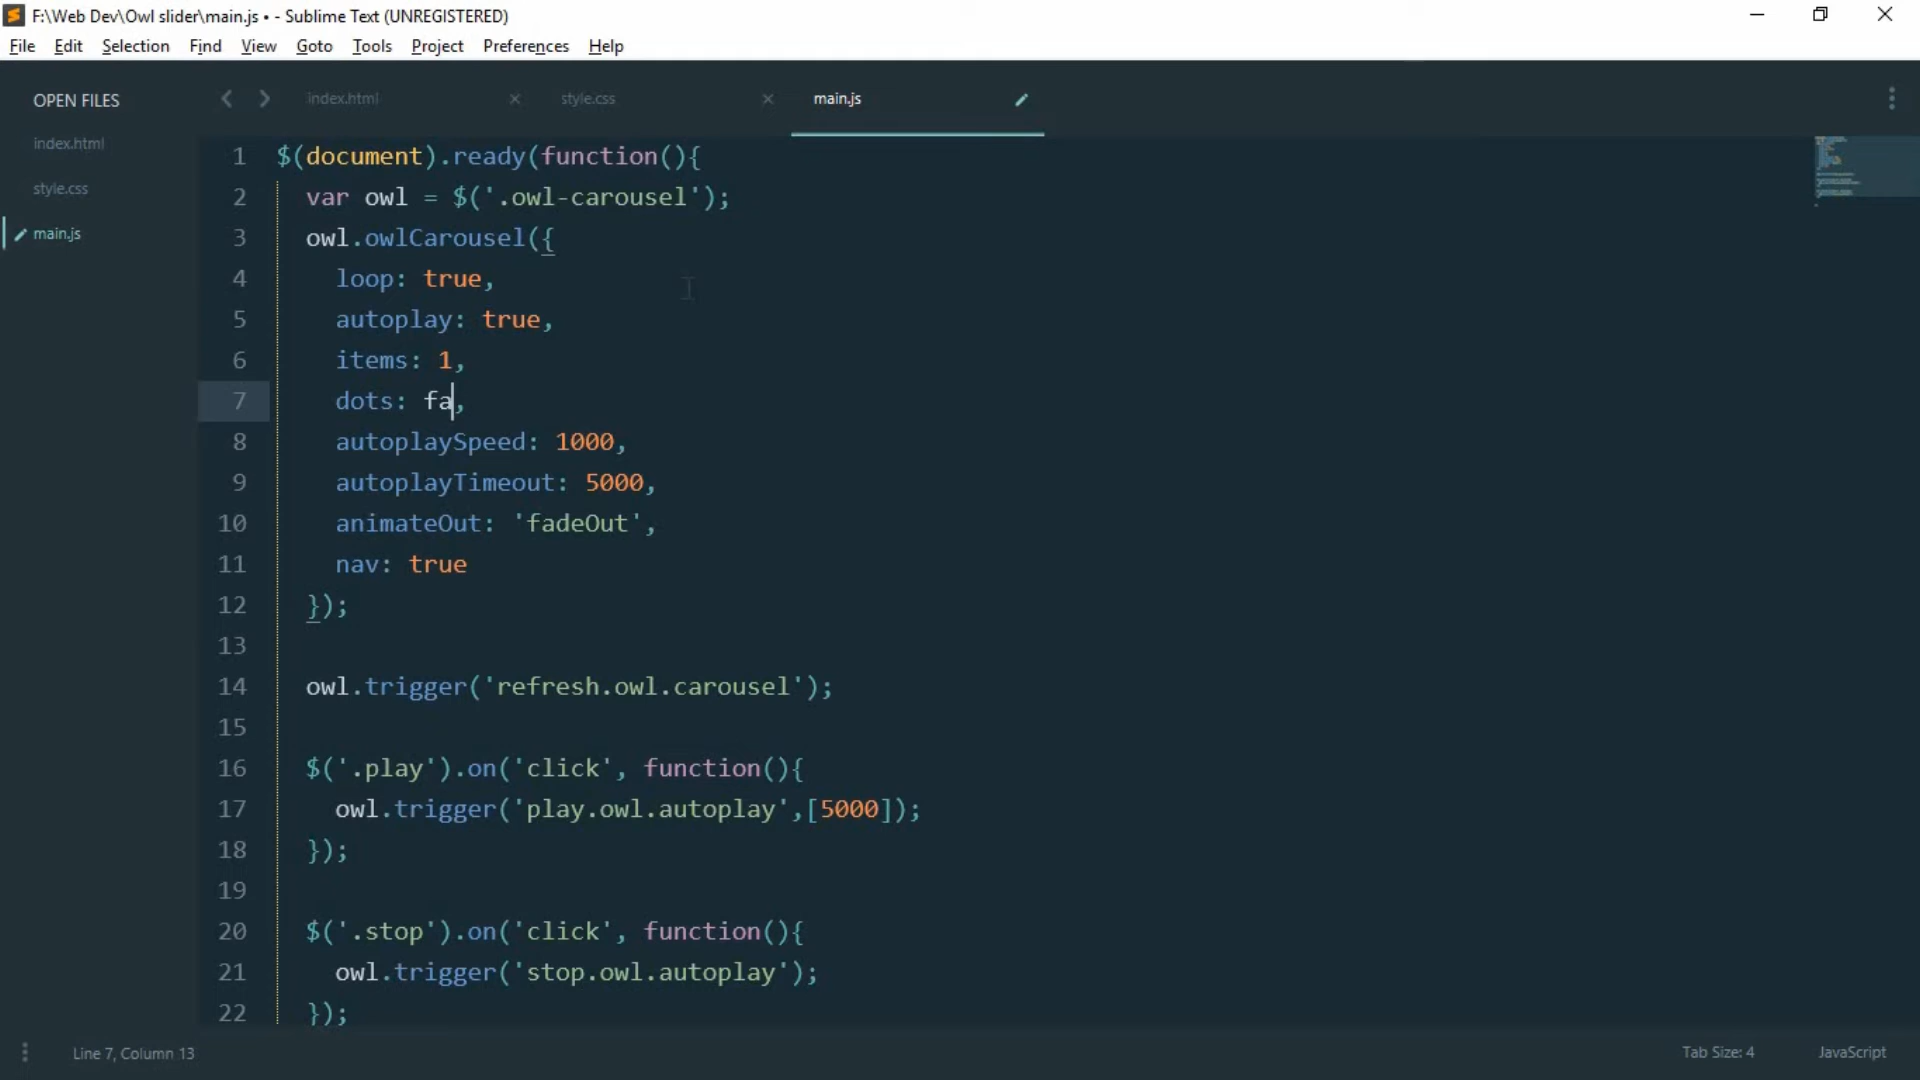 F:\Web Dev\Owl slider\main.js • - Sublime Text (UNREGISTERED)
File Edit Selection Find View Goto Tools Project Preferences Help
OPEN FILES
index.html
style.css
main.js
index.html style.css main.js
1 $(document).ready(function(){
2 var owl = $('.owl-carousel');
3 owl.owlCarousel({
4 loop: true,
5 autoplay: true,
6 items: 1,
7 dots: fa,
8 autoplaySpeed: 1000,
9 autoplayTimeout: 5000,
10 animateOut: 'fadeOut',
11 nav: true
12 });
13
14 owl.trigger('refresh.owl.carousel');
15
16 $('.play').on('click', function(){
17 owl.trigger('play.owl.autoplay',[5000]);
18 });
19
20 $('.stop').on('click', function(){
21 owl.trigger('stop.owl.autoplay');
22 });
Line 7, Column 13 Tab Size: 4 JavaScript